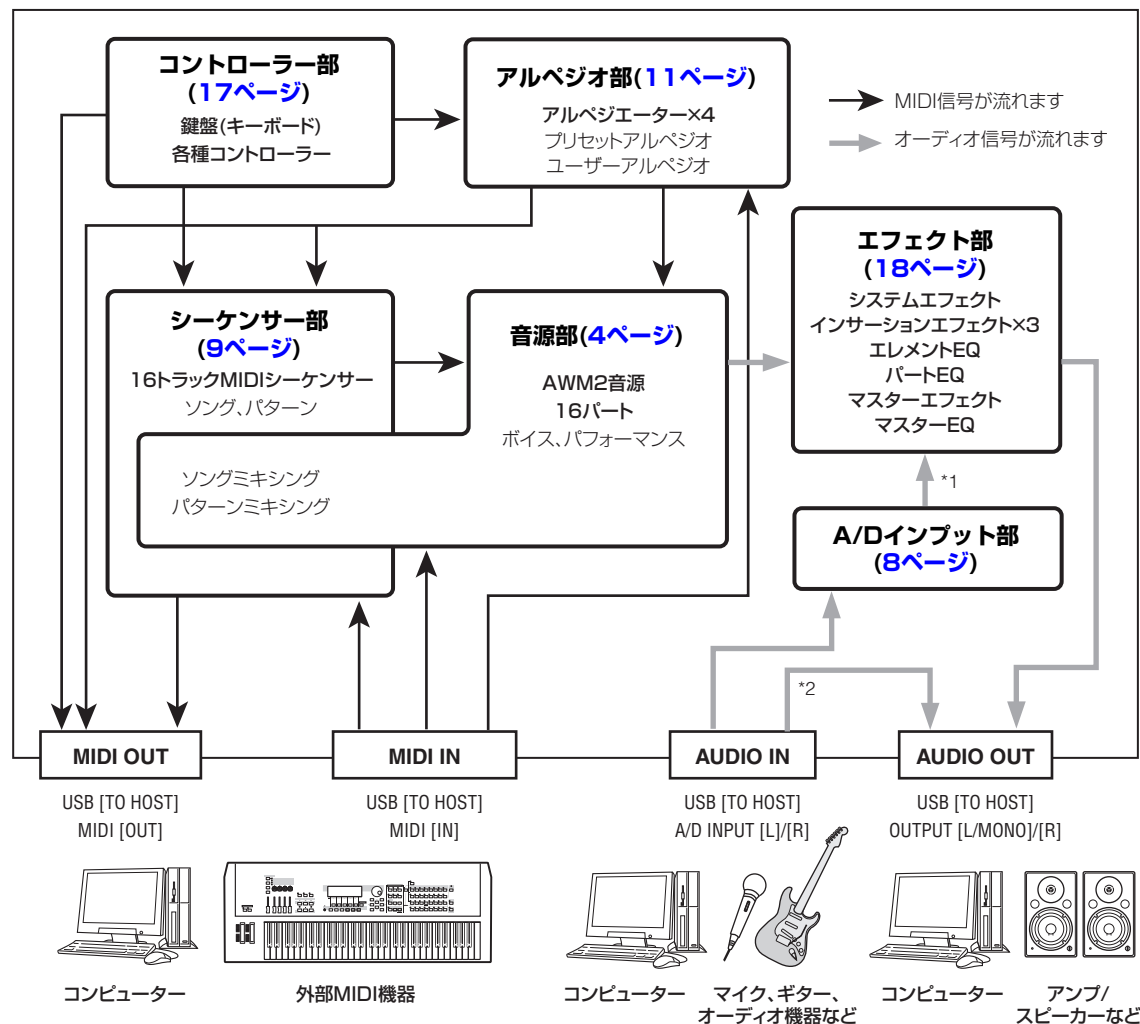 コントローラー部
(17ページ)
鍵盤(キーボード)
各種コントローラー
アルペジオ部(11ページ)
アルペジエーター×4
プリセットアルペジオ
ユーザーアルペジオ
MIDI信号が流れます
オーディオ信号が流れます
シーケンサー部
(9ページ)
16トラックMIDIシーケンサー
ソング、パターン
ソングミキシング
パターンミキシング
音源部(4ページ)
AWM2音源
16パート
ボイス、パフォーマンス
エフェクト部
(18ページ)
システムエフェクト
インサーションエフェクト×3
エレメントEQ
パートEQ
マスターエフェクト
マスターEQ
*1
A/Dインプット部
(8ページ)
*2
MIDI OUT
USB [TO HOST]
MIDI [OUT]
MIDI IN
USB [TO HOST]
MIDI [IN]
AUDIO IN
USB [TO HOST]
A/D INPUT [L]/[R]
AUDIO OUT
USB [TO HOST]
OUTPUT [L/MONO]/[R]
コンピューター
外部MIDI機器
コンピューター
マイク、ギター、
オーディオ機器など
コンピューター
アンプ/
スピーカーなど